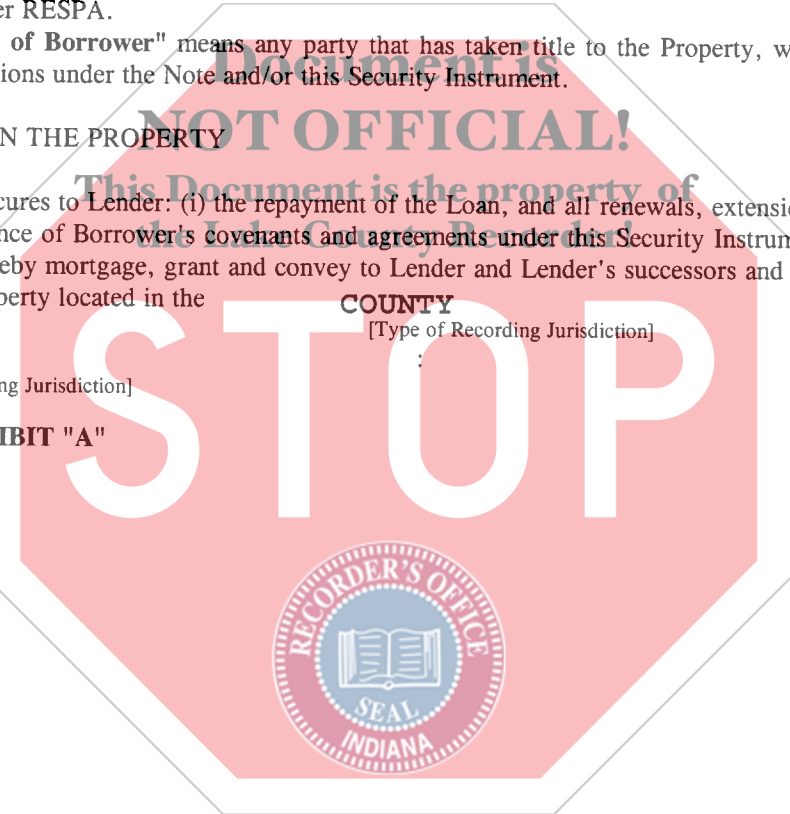 er RESPA.
of Borrower" means any party that has taken title to the Property, w
ions under the Note and/or this Security Instrument.
Document is
NOT OFFICIAL!
N THE PROPERTY
This Document is the property of
the Lake County Recorder!
cures to Lender: (i) the repayment of the Loan, and all renewals, extensi
nce of Borrower's covenants and agreements under this Security Instrum
eby mortgage, grant and convey to Lender and Lender's successors and
perty located in the COUNTY
[Type of Recording Jurisdiction]
:
ng Jurisdiction]
IBIT "A"
STOP
RECORDER'S OFFICE
SEAL
INDIANA